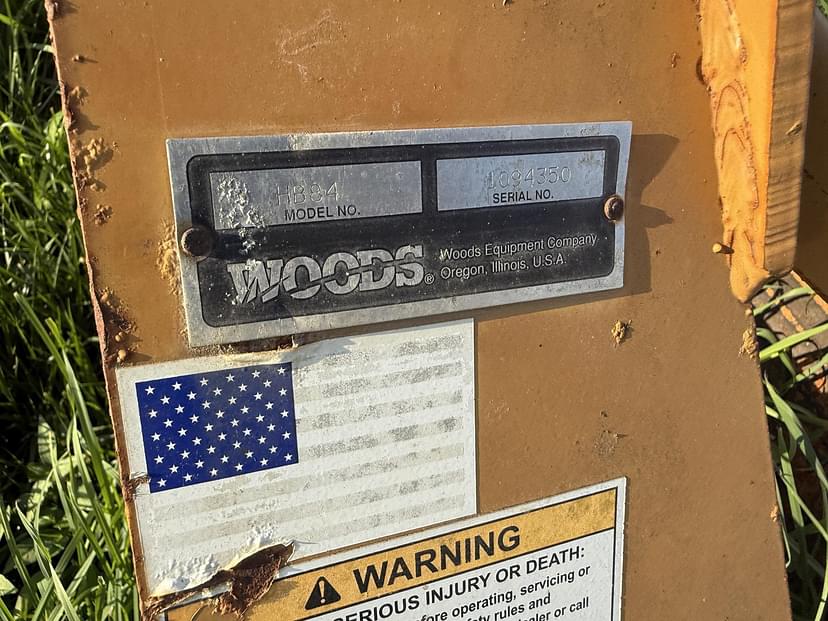 HB84
MODEL NO.
1094350
SERIAL NO.
WOODS®
Woods Equipment Company
Oregon, Illinois, U.S.A.
WARNING
SERIOUS INJURY OR DEATH:
before operating, servicing or
safety rules and
dealer or call